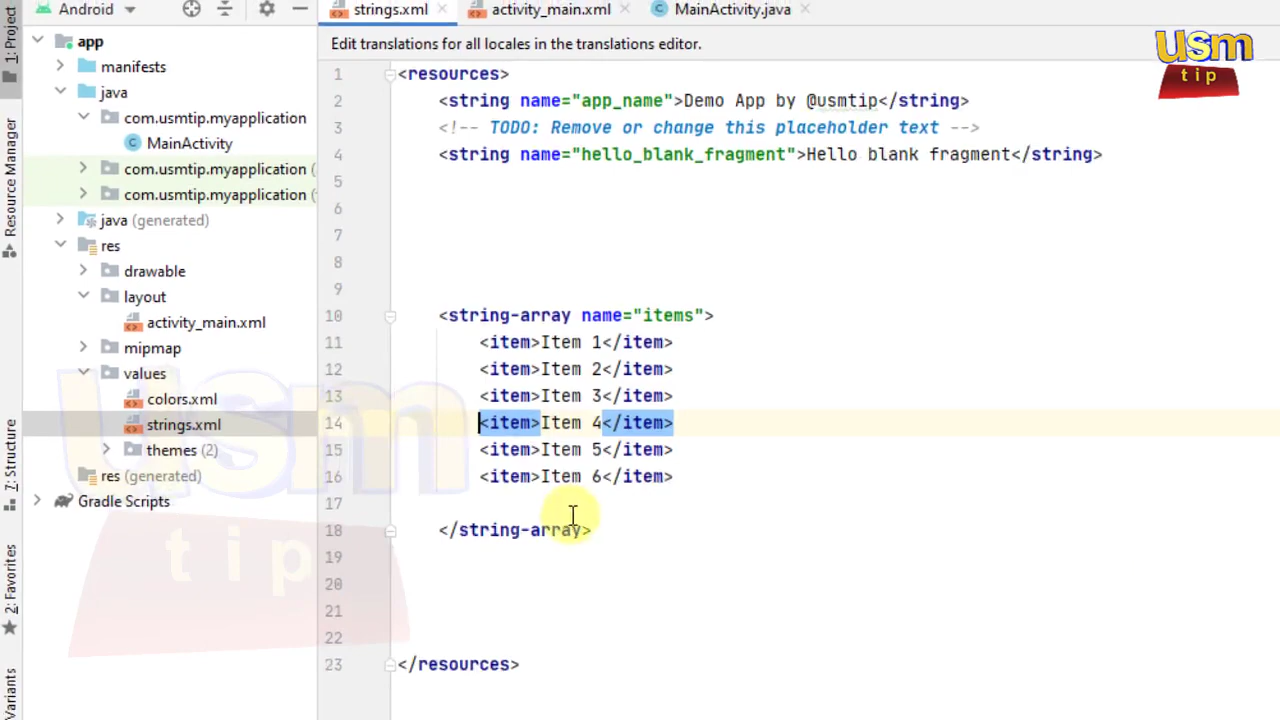 Android
1: Project
Resource Manager
7: Structure
2: Favorites
Variants
app
manifests
java
com.usmtip.myapplication
MainActivity
com.usmtip.myapplication (
com.usmtip.myapplication (
java (generated)
res
drawable
layout
activity_main.xml
mipmap
values
colors.xml
strings.xml
themes (2)
res (generated)
Gradle Scripts
strings.xml
activity_main.xml
MainActivity.java
Edit translations for all locales in the translations editor.
1 <resources>
2 <string name="app_name">Demo App by @usmtip</string>
3 <!-- TODO: Remove or change this placeholder text -->
4 <string name="hello_blank_fragment">Hello blank fragment</string>
5
6
7
8
9
10 <string-array name="items">
11 <item>Item 1</item>
12 <item>Item 2</item>
13 <item>Item 3</item>
14 <item>Item 4</item>
15 <item>Item 5</item>
16 <item>Item 6</item>
17
18 </string-array>
19
20
21
22
23 </resources>
usm
tip
usm
tip